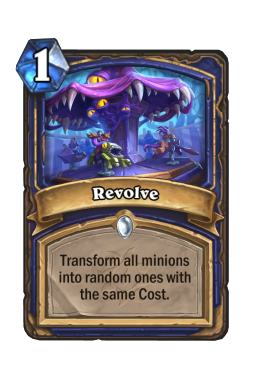 1
Revolve
Transform all minions
into random ones with
the same Cost.